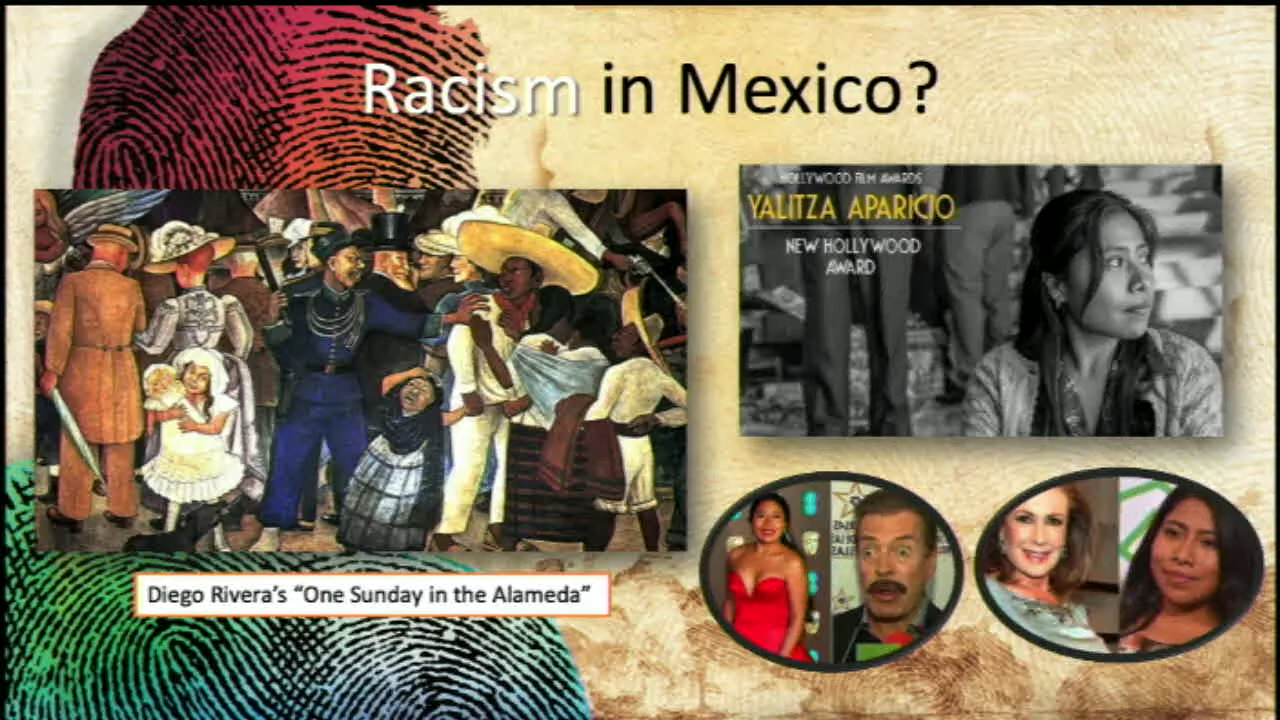 Racism in Mexico?
HOLLYWOOD FILM AWARDS
YALITZA APARICIO
NEW HOLLYWOOD
AWARD
Diego Rivera's “One Sunday in the Alameda”